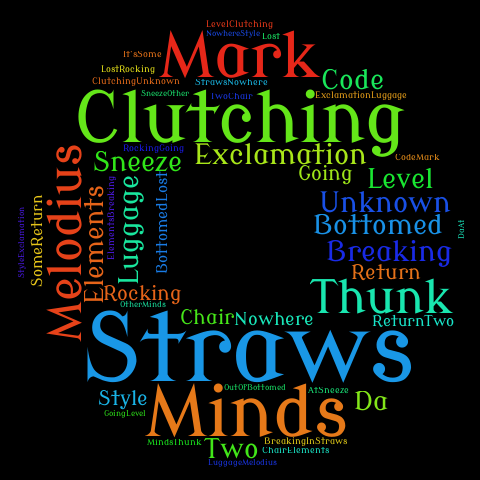 LevelClutching
NowhereStyle
Lost
Mark
It'sSome
LostRocking
ClutchingUnknown
StrawsNowhere
Code
SneezeOther
TwoChair
ExclamationLuggage
Clutching
RockingGoing
Exclamation
CodeMark
Sneeze
Going
Level
Melodius
Elements
ElementsBreaking
Luggage
BottomedLost
SomeReturn
StyleExclamation
Unknown
Bottomed
DaAt
Breaking
Return
Rocking
OtherMinds
Thunk
Chair
Nowhere
ReturnTwo
Straws
OutOfBottomed
AtSneeze
Style
GoingLevel
Minds
Da
MindsThunk
Two
BreakingInStraws
ChairElements
LuggageMelodius